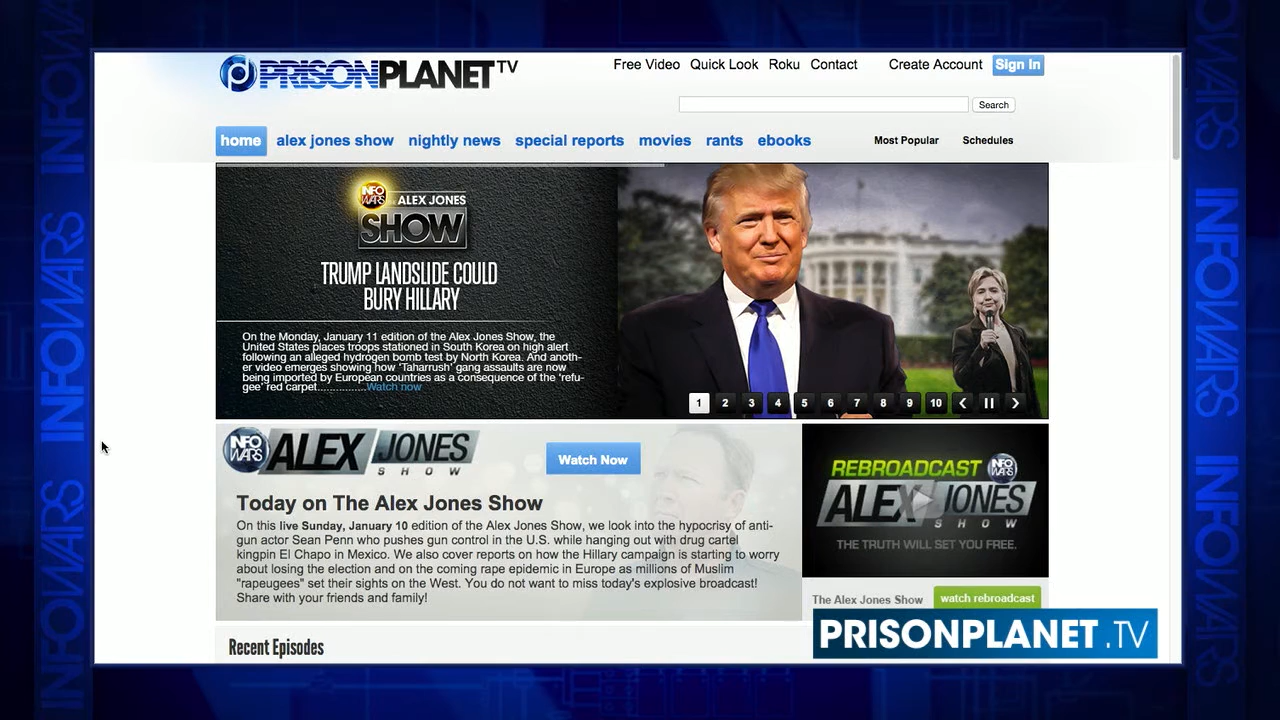 PRISONPLANET TV
Free Video Quick Look Roku Contact Create Account Sign In
Search
home alex jones show nightly news special reports movies rants ebooks Most Popular Schedules
INFO WARS ALEX JONES
SHOW
TRUMP LANDSLIDE COULD
BURY HILLARY
On the Monday, January 11 edition of the Alex Jones Show, the
United States places troops stationed in South Korea on high alert
following an alleged hydrogen bomb test by North Korea. And anoth-
er video emerges showing how 'Taharrush' gang assaults are now
being imported by European countries as a consequence of the 'refu-
gee' red carpet................Watch now
1 2 3 4 5 6 7 8 9 10
INFO WARS ALEX JONES
SHOW
Watch Now
Today on The Alex Jones Show
On this live Sunday, January 10 edition of the Alex Jones Show, we look into the hypocrisy of anti-
gun actor Sean Penn who pushes gun control in the U.S. while hanging out with drug cartel
kingpin El Chapo in Mexico. We also cover reports on how the Hillary campaign is starting to worry
about losing the election and on the coming rape epidemic in Europe as millions of Muslim
"rapeugees" set their sights on the West. You do not want to miss today's explosive broadcast!
Share with your friends and family!
REBROADCAST INFO WARS
ALEX JONES
SHOW
THE TRUTH WILL SET YOU FREE.
The Alex Jones Show watch rebroadcast
Recent Episodes
PRISONPLANET.TV
INFOWARS
INFOWARS
INFOWARS
INFOWARS
INFOWARS
INFOWARS